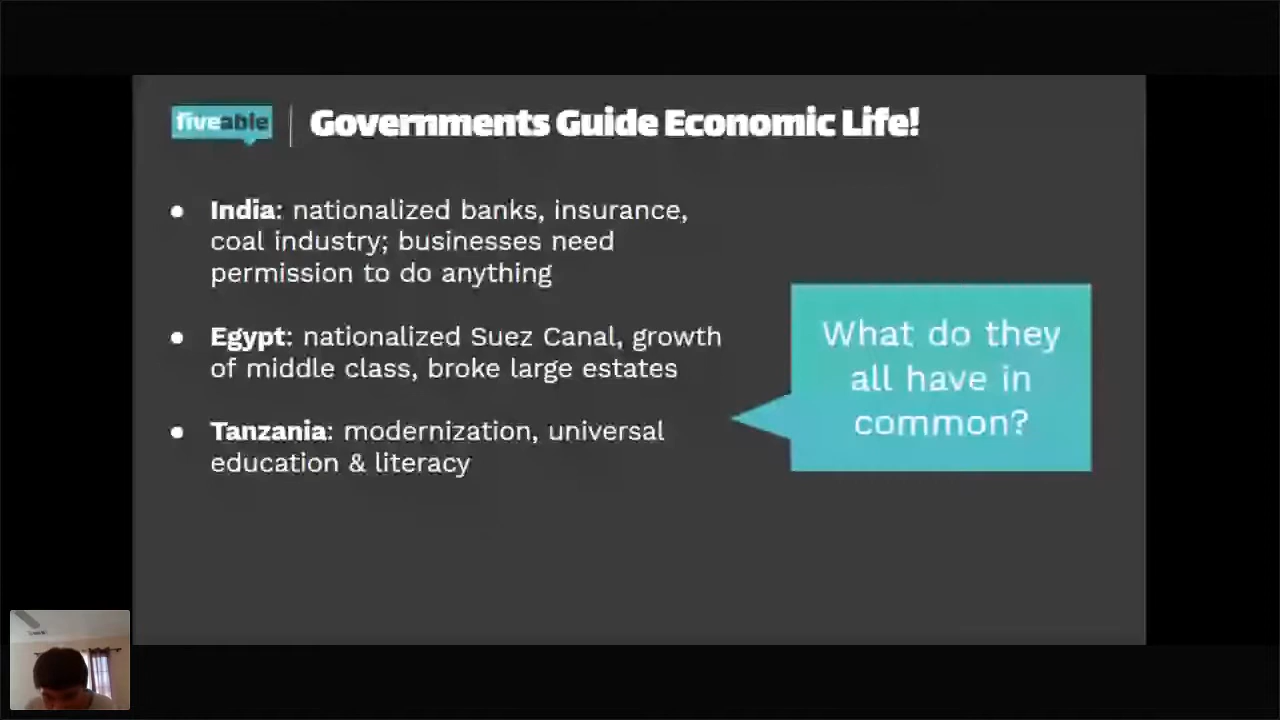 fiveable
Governments Guide Economic Life!
● India: nationalized banks, insurance,
coal industry; businesses need
permission to do anything
● Egypt: nationalized Suez Canal, growth
of middle class, broke large estates
● Tanzania: modernization, universal
education & literacy
What do they
all have in
common?